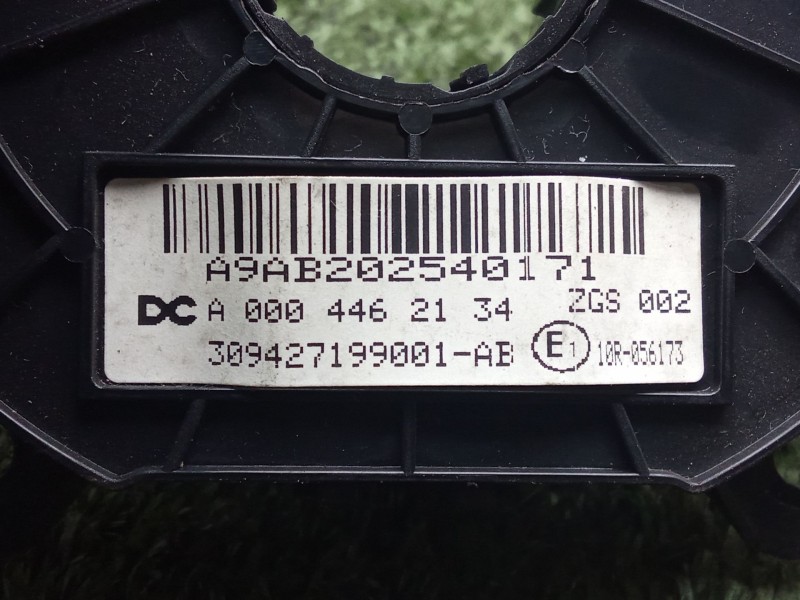 A9AB202540171
DC A 000 446 21 34 ZGS 002
309427199001-AB E1 10R-056173